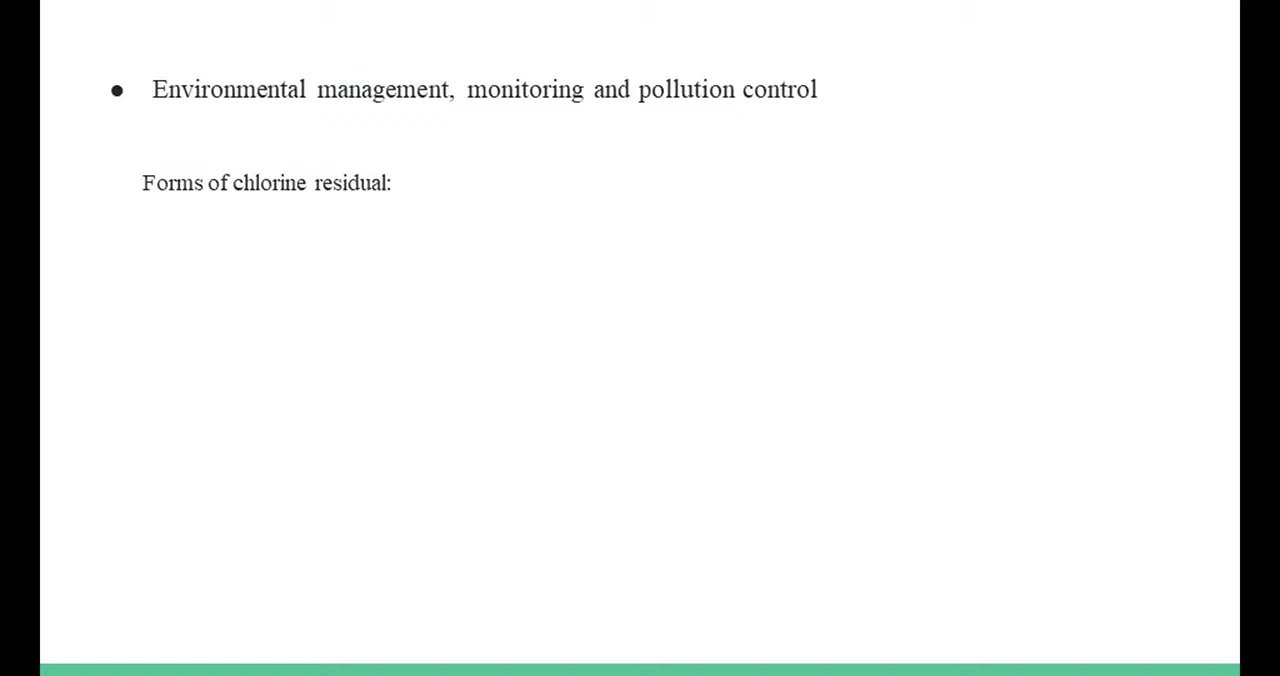 ● Environmental management, monitoring and pollution control
Forms of chlorine residual: